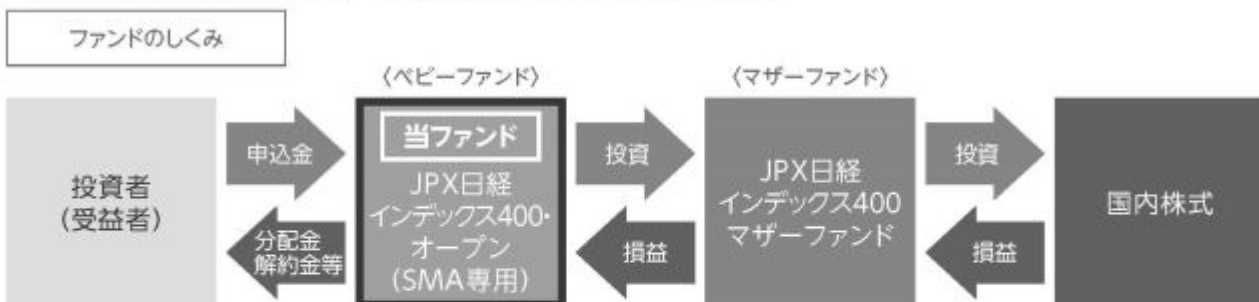 ファンドのしくみ
〈ベビーファンド〉
〈マザーファンド〉
投資者
(受益者)
申込金
分配金
解約金等
当ファンド
JPX日経
インデックス400・
オープン
(SMA専用)
投資
損益
JPX日経
インデックス400
マザーファンド
投資
損益
国内株式